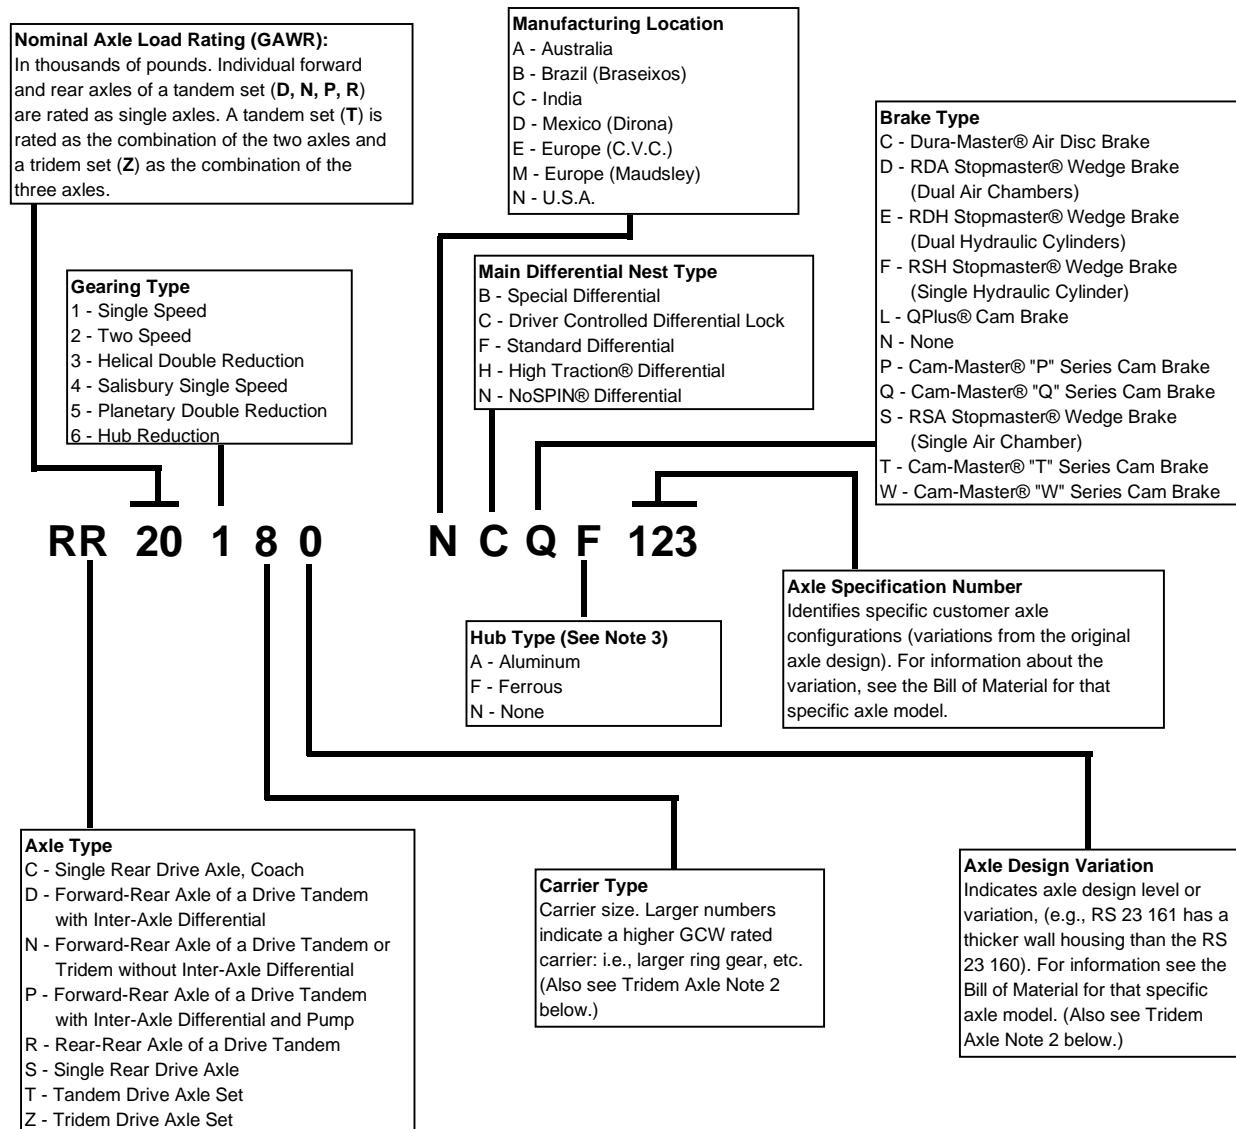 Nominal Axle Load Rating (GAWR):
In thousands of pounds. Individual forward
and rear axles of a tandem set (D, N, P, R)
are rated as single axles. A tandem set (T) is
rated as the combination of the two axles and
a tridem set (Z) as the combination of the
three axles.
Manufacturing Location
A - Australia
B - Brazil (Braseixos)
C - India
D - Mexico (Dirona)
E - Europe (C.V.C.)
M - Europe (Maudsley)
N - U.S.A.
Brake Type
C - Dura-Master® Air Disc Brake
D - RDA Stopmaster® Wedge Brake
(Dual Air Chambers)
E - RDH Stopmaster® Wedge Brake
(Dual Hydraulic Cylinders)
F - RSH Stopmaster® Wedge Brake
(Single Hydraulic Cylinder)
L - QPlus® Cam Brake
N - None
P - Cam-Master® "P" Series Cam Brake
Q - Cam-Master® "Q" Series Cam Brake
S - RSA Stopmaster® Wedge Brake
(Single Air Chamber)
T - Cam-Master® "T" Series Cam Brake
W - Cam-Master® "W" Series Cam Brake
Gearing Type
1 - Single Speed
2 - Two Speed
3 - Helical Double Reduction
4 - Salisbury Single Speed
5 - Planetary Double Reduction
6 - Hub Reduction
Main Differential Nest Type
B - Special Differential
C - Driver Controlled Differential Lock
F - Standard Differential
H - High Traction® Differential
N - NoSPIN® Differential
RR 20 1 8 0 N C Q F 123
Hub Type (See Note 3)
A - Aluminum
F - Ferrous
N - None
Axle Specification Number
Identifies specific customer axle
configurations (variations from the original
axle design). For information about the
variation, see the Bill of Material for that
specific axle model.
Axle Type
C - Single Rear Drive Axle, Coach
D - Forward-Rear Axle of a Drive Tandem
with Inter-Axle Differential
N - Forward-Rear Axle of a Drive Tandem or
Tridem without Inter-Axle Differential
P - Forward-Rear Axle of a Drive Tandem
with Inter-Axle Differential and Pump
R - Rear-Rear Axle of a Drive Tandem
S - Single Rear Drive Axle
T - Tandem Drive Axle Set
Z - Tridem Drive Axle Set
Carrier Type
Carrier size. Larger numbers
indicate a higher GCW rated
carrier: i.e., larger ring gear, etc.
(Also see Tridem Axle Note 2
below.)
Axle Design Variation
Indicates axle design level or
variation, (e.g., RS 23 161 has a
thicker wall housing than the RS
23 160). For information see the
Bill of Material for that specific
axle model. (Also see Tridem
Axle Note 2 below.)